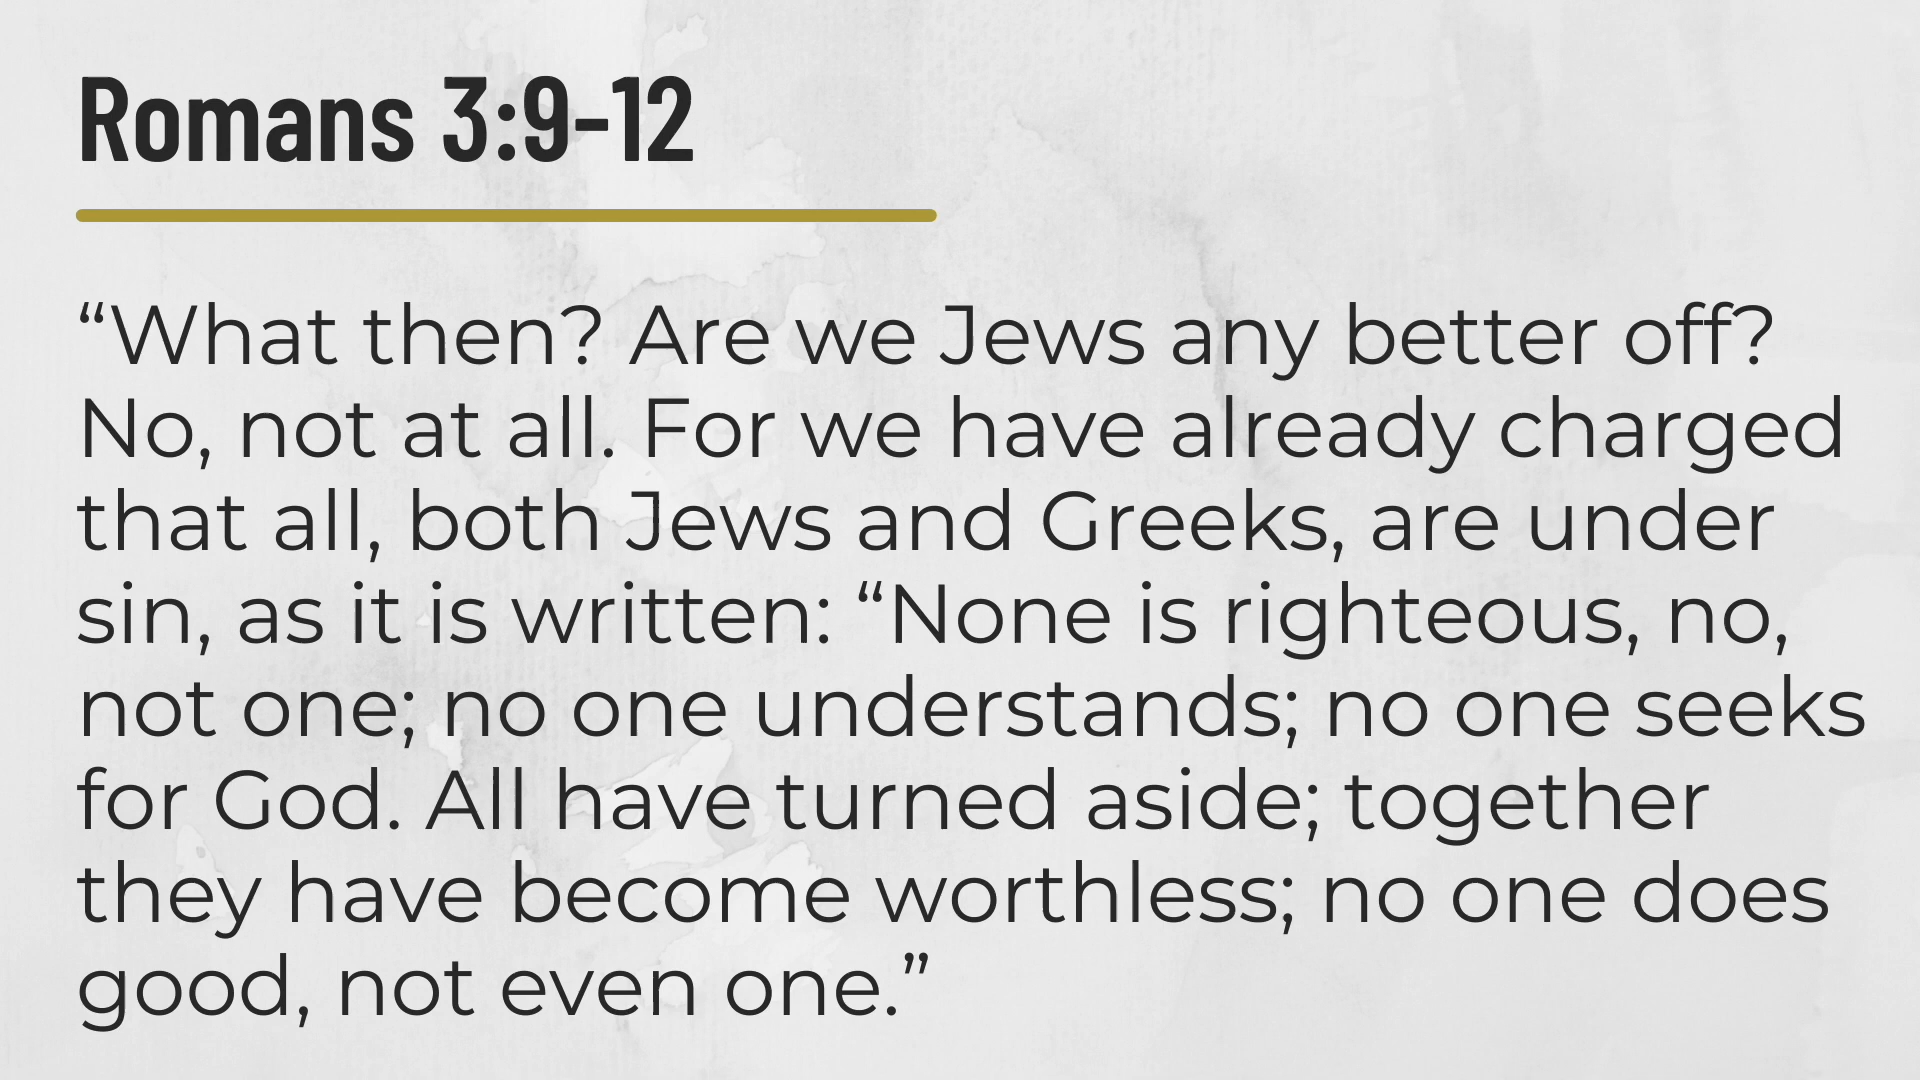 Romans 3:9-12
“What then? Are we Jews any better off?
No, not at all. For we have already charged
that all, both Jews and Greeks, are under
sin, as it is written: “None is righteous, no,
not one; no one understands; no one seeks
for God. All have turned aside; together
they have become worthless; no one does
good, not even one.”